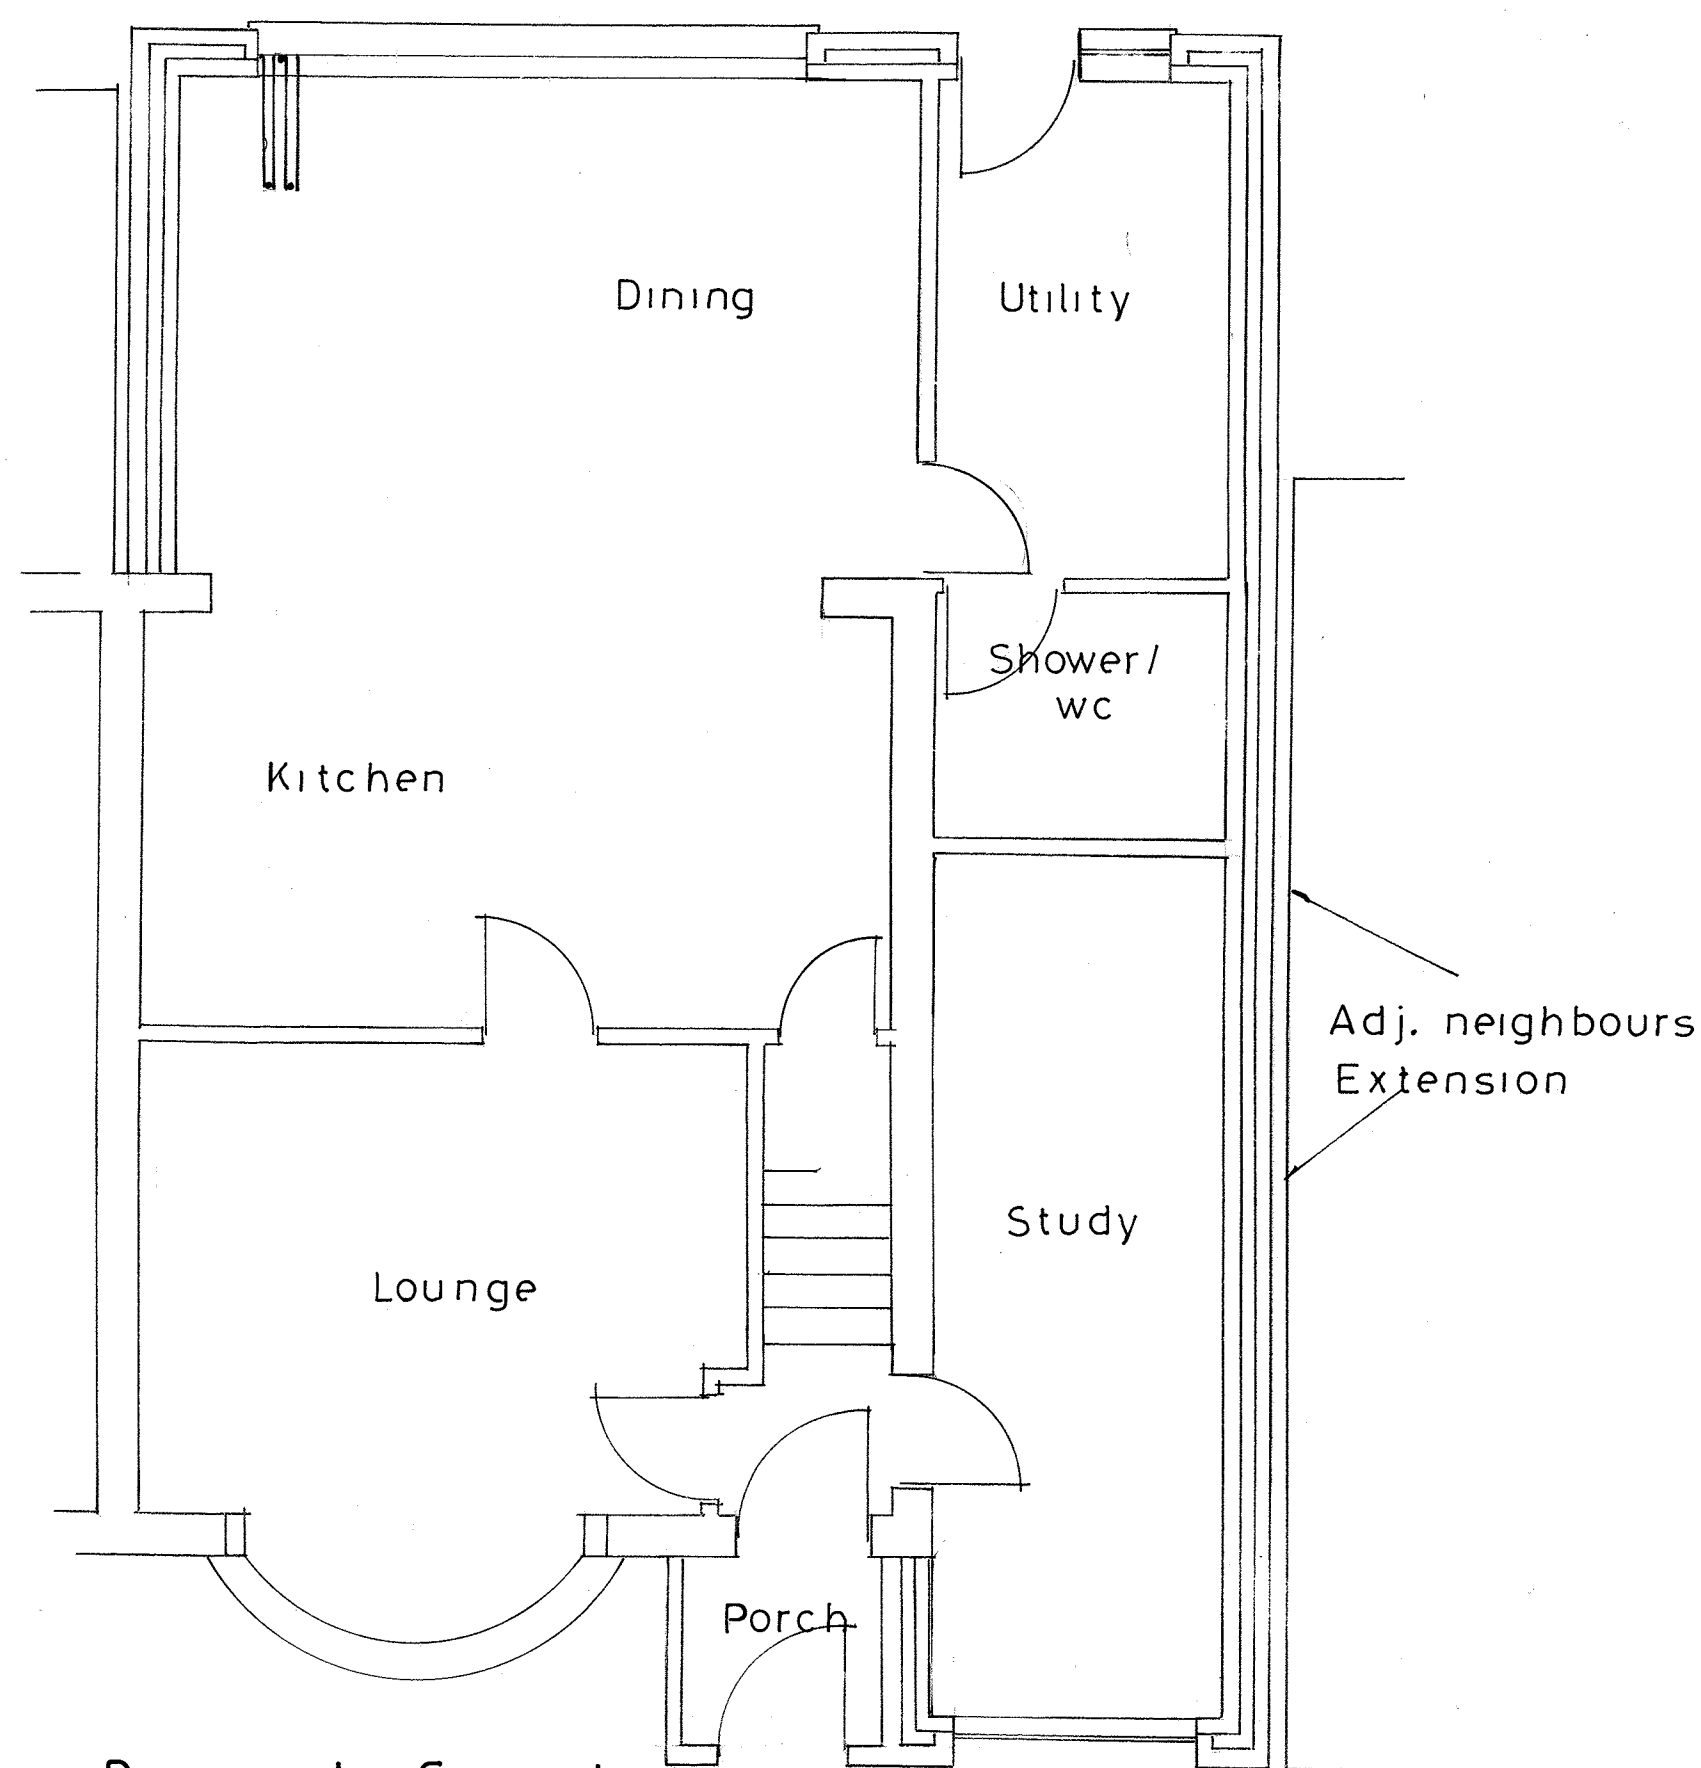 Dining
Utility
Shower/
wc
Kitchen
Adj. neighbours
Extension
Study
Lounge
Porch